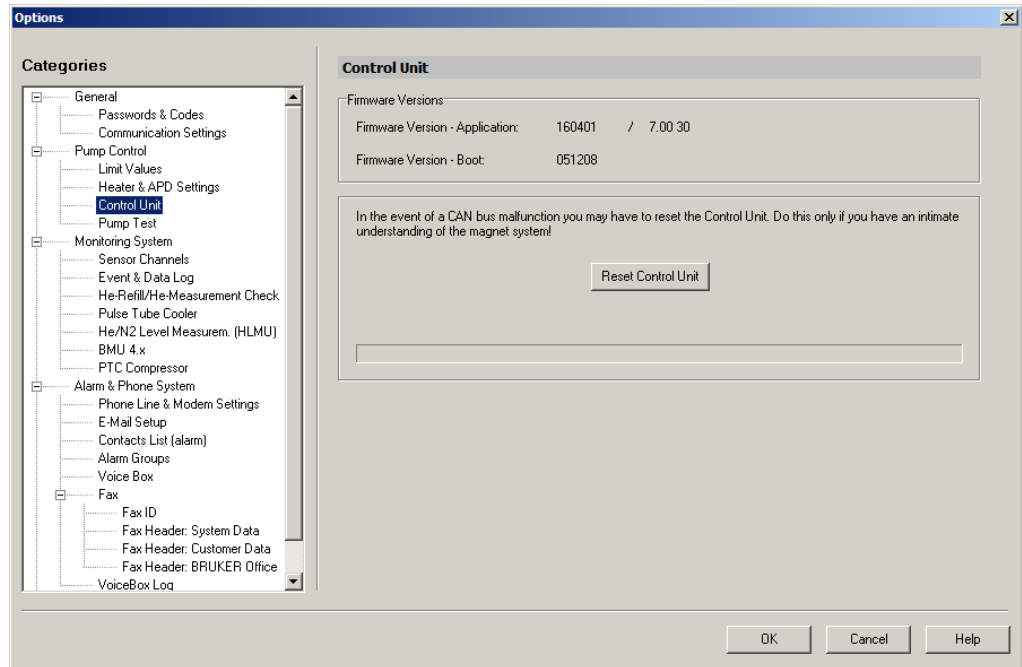 Options
Categories
General
Passwords & Codes
Communication Settings
Pump Control
Limit Values
Heater & APD Settings
Control Unit
Pump Test
Monitoring System
Sensor Channels
Event & Data Log
He-Refill/He-Measurement Check
Pulse Tube Cooler
He/N2 Level Measurem. (HLMU)
BMU 4.x
PTC Compressor
Alarm & Phone System
Phone Line & Modem Settings
E-Mail Setup
Contacts List (alarm)
Alarm Groups
Voice Box
Fax
Fax ID
Fax Header: System Data
Fax Header: Customer Data
Fax Header: BRUKER Office
VoiceBox Log
Control Unit
Firmware Versions
Firmware Version - Application: 160401 / 7.00 30
Firmware Version - Boot: 051208
In the event of a CAN bus malfunction you may have to reset the Control Unit. Do this only if you have an intimate
understanding of the magnet system!
Reset Control Unit
OK Cancel Help